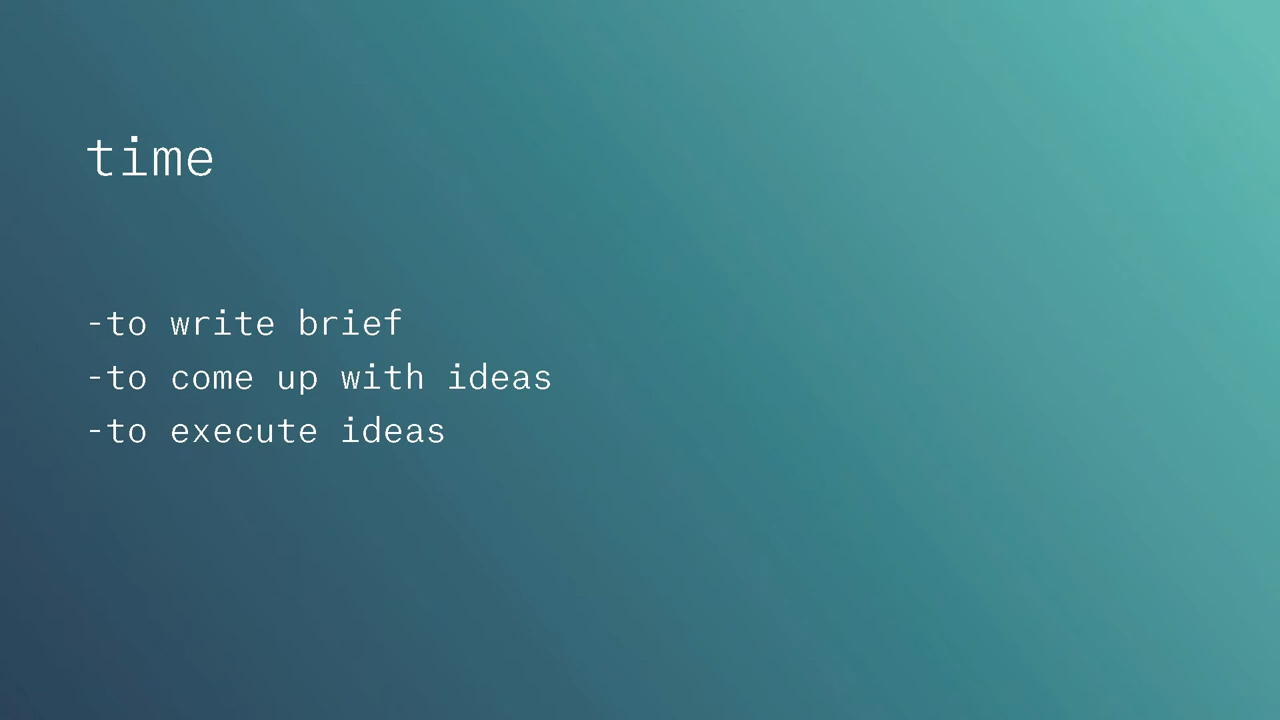 time
-to write brief
-to come up with ideas
-to execute ideas